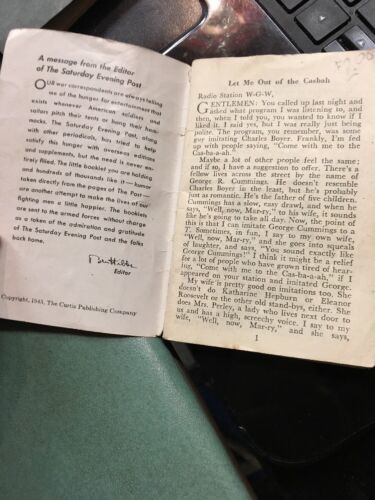 A message from the Editor
of The Saturday Evening Post
OUR war correspondents are always telling
me of the hunger for entertainment that
exists whenever American soldiers and
sailors pitch their tents or hang their ham-
mocks. The Saturday Evening Post, along
with other periodicals, has tried to help
satisfy this hunger with overseas editions
and supplements, but the need is never en-
tirely filled. The little booklet you are holding
and hundreds of thousands like it — humor
taken directly from the pages of The Post —
are another attempt to make the lives of our
fighting men a little happier. The booklets
are sent to the armed forces without charge
as a token of the admiration and gratitude
of The Saturday Evening Post and the folks
back home.
Editor
Copyright, 1943, The Curtis Publishing Company
Let Me Out of the Casbah
Radio Station W-G-W,
GENTLEMEN: You called up last night and
asked what program I was listening to, and
then, when I told you, you wanted to know if I
liked it. I said yes, but I was really just being
polite. The program, you remember, was some
guy imitating Charles Boyer. Frankly, I'm fed
up with people saying, "Come with me to the
Cas-ba-a-ah."
Maybe a lot of other people feel the same;
and if so, I have a suggestion to offer. There's a
fellow lives across the street by the name of
George R. Cummings. He doesn't resemble
Charles Boyer in the least, but he's probably
just as romantic. He's the father of five children.
Cummings has a slow, cozy drawl, and when he
says, "Well, now, Mar-ry," to his wife, it sounds
like he's going to take all day. Now, the point of
this is that I can imitate George Cummings to a
T. Sometimes, in fun, I say to my own wife,
"Well, now, Mar-ry," and she goes into squeals
of laughter, and says, "You sound exactly like
George Cummings!" I think it might be a relief
for a lot of people who have grown tired of hear-
ing, "Come with me to the Cas-ba-a-ah," if I
appeared on your station and imitated George.
My wife is pretty good on imitations too. She
doesn't do Katharine Hepburn or Eleanor
Roosevelt or the other old stand-bys, either. She
does Mrs. Perley, a lady who lives next door to
us and has a high, screechy voice. I say to my
wife, "Well, now, Mar-ry," and she says,
1